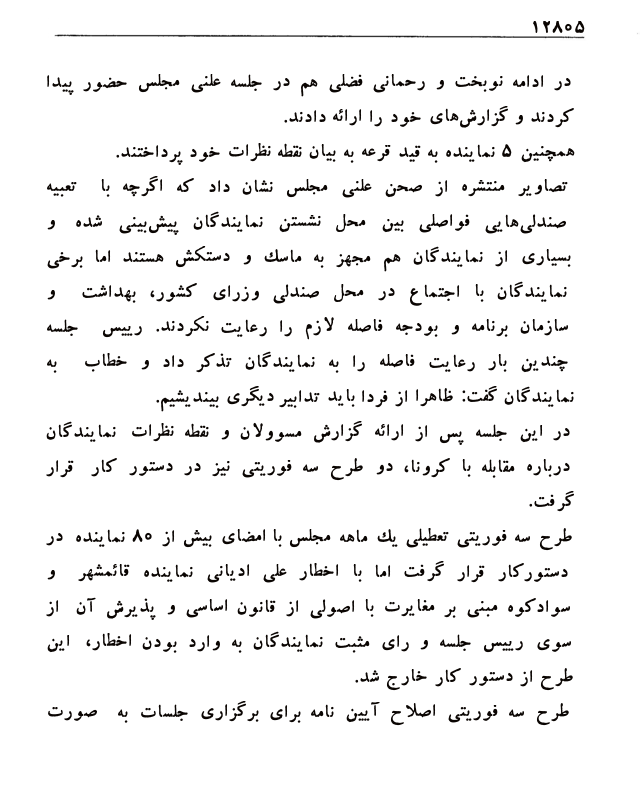 ۱۲۸۰۵
در ادامه نوبخت و رحمانی فضلی هم در جلسه علنی مجلس حضور پیدا
کردند و گزارش‌های خود را ارائه دادند.
همچنین ۵ نماینده به قید قرعه به بیان نقطه نظرات خود پرداختند.
تصاویر منتشره از صحن علنی مجلس نشان داد که اگرچه با تعبیه
صندلی‌هایی فواصلی بین محل نشستن نمایندگان پیش‌بینی شده و
بسیاری از نمایندگان هم مجهز به ماسك و دستکش هستند اما برخی
نمایندگان با اجتماع در محل صندلی وزرای کشور، بهداشت و
سازمان برنامه و بودجه فاصله لازم را رعایت نکردند. رییس جلسه
چندین بار رعایت فاصله را به نمایندگان تذکر داد و خطاب به
نمایندگان گفت: ظاهرا از فردا باید تدابیر دیگری بیندیشیم.
در این جلسه پس از ارائه گزارش مسوولان و نقطه نظرات نمایندگان
درباره مقابله با کرونا، دو طرح سه فوریتی نیز در دستور کار قرار
گرفت.
طرح سه فوریتی تعطیلی یك ماهه مجلس با امضای بیش از ۸۰ نماینده در
دستورکار قرار گرفت اما با اخطار علی ادیانی نماینده قائمشهر و
سوادکوه مبنی بر مغایرت با اصولی از قانون اساسی و پذیرش آن از
سوی رییس جلسه و رای مثبت نمایندگان به وارد بودن اخطار، این
طرح از دستور کار خارج شد.
طرح سه فوریتی اصلاح آیین نامه برای برگزاری جلسات به صورت